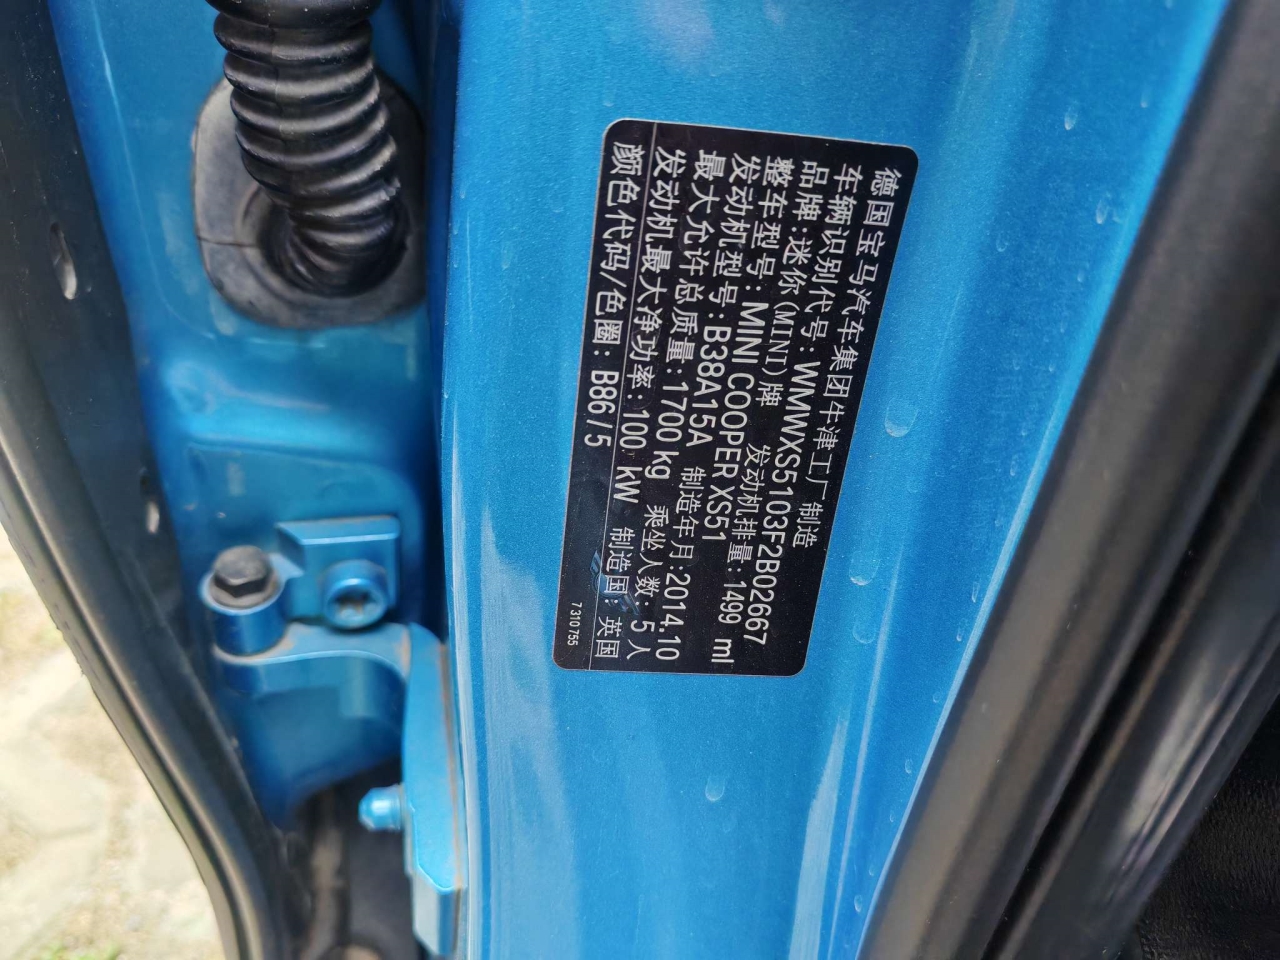 德国宝马汽车集团牛津工厂制造
车辆识别代号:WMWXS5103F2B02667
品牌:迷你(MINI)牌 发动机排量:1499 ml
整车型号:MINI COOPER XS51
发动机型号:B38A15A 制造年月:2014.10
最大允许总质量:1700 kg 乘坐人数:5人
发动机最大净功率:100 kW 制造国:英国
颜色代码/色圈:B86/5
7 310 755